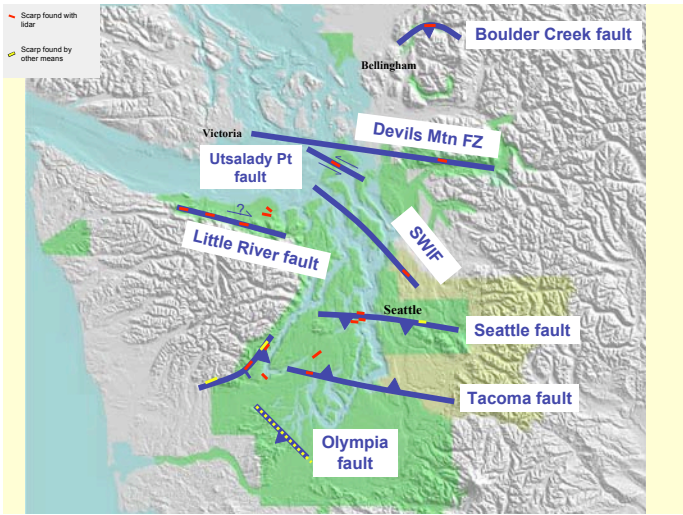 Scarp found with
lidar
Scarp found by
other means
Boulder Creek fault
Bellingham
Victoria
Devils Mtn FZ
Utsalady Pt
fault
?
Little River fault
SWIF
Seattle
Seattle fault
Tacoma fault
Olympia
fault